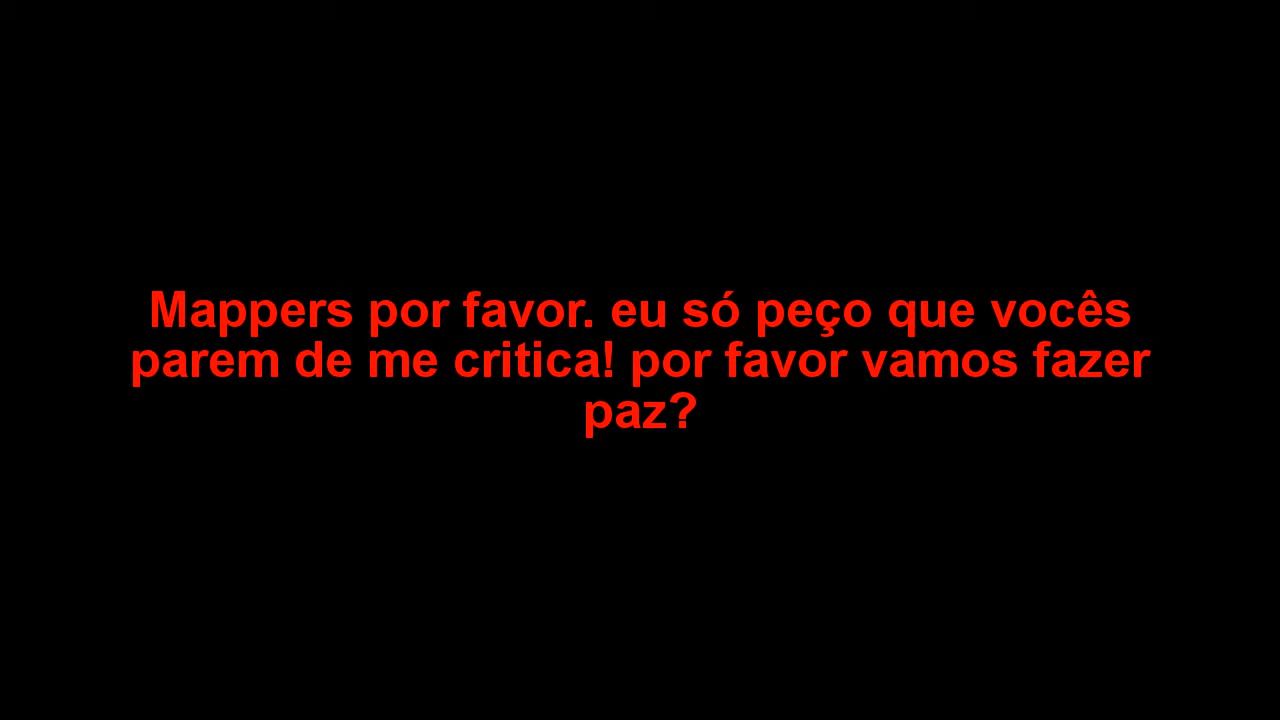 Mappers por favor. eu só peço que vocês
parem de me critica! por favor vamos fazer
paz?